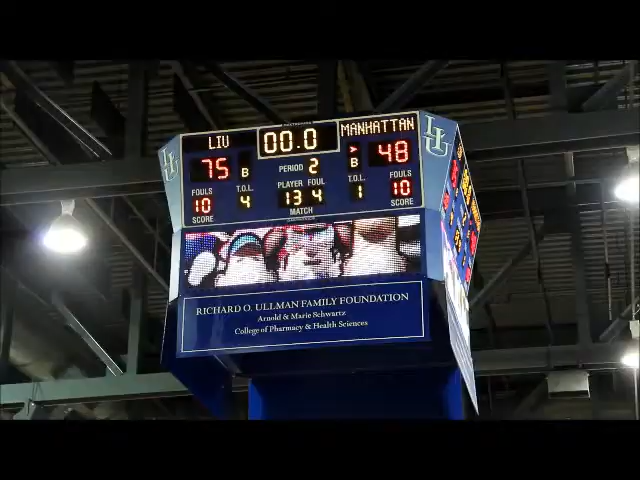 LIU 00.0 MANHATTAN
75 B PERIOD 2 B 48
FOULS T.O.L PLAYER FOUL T.O.L. FOULS
10 4 13 4 1 10
SCORE MATCH SCORE
LIU
RICHARD O. ULLMAN FAMILY FOUNDATION
Arnold & Marie Schwartz
College of Pharmacy & Health Sciences